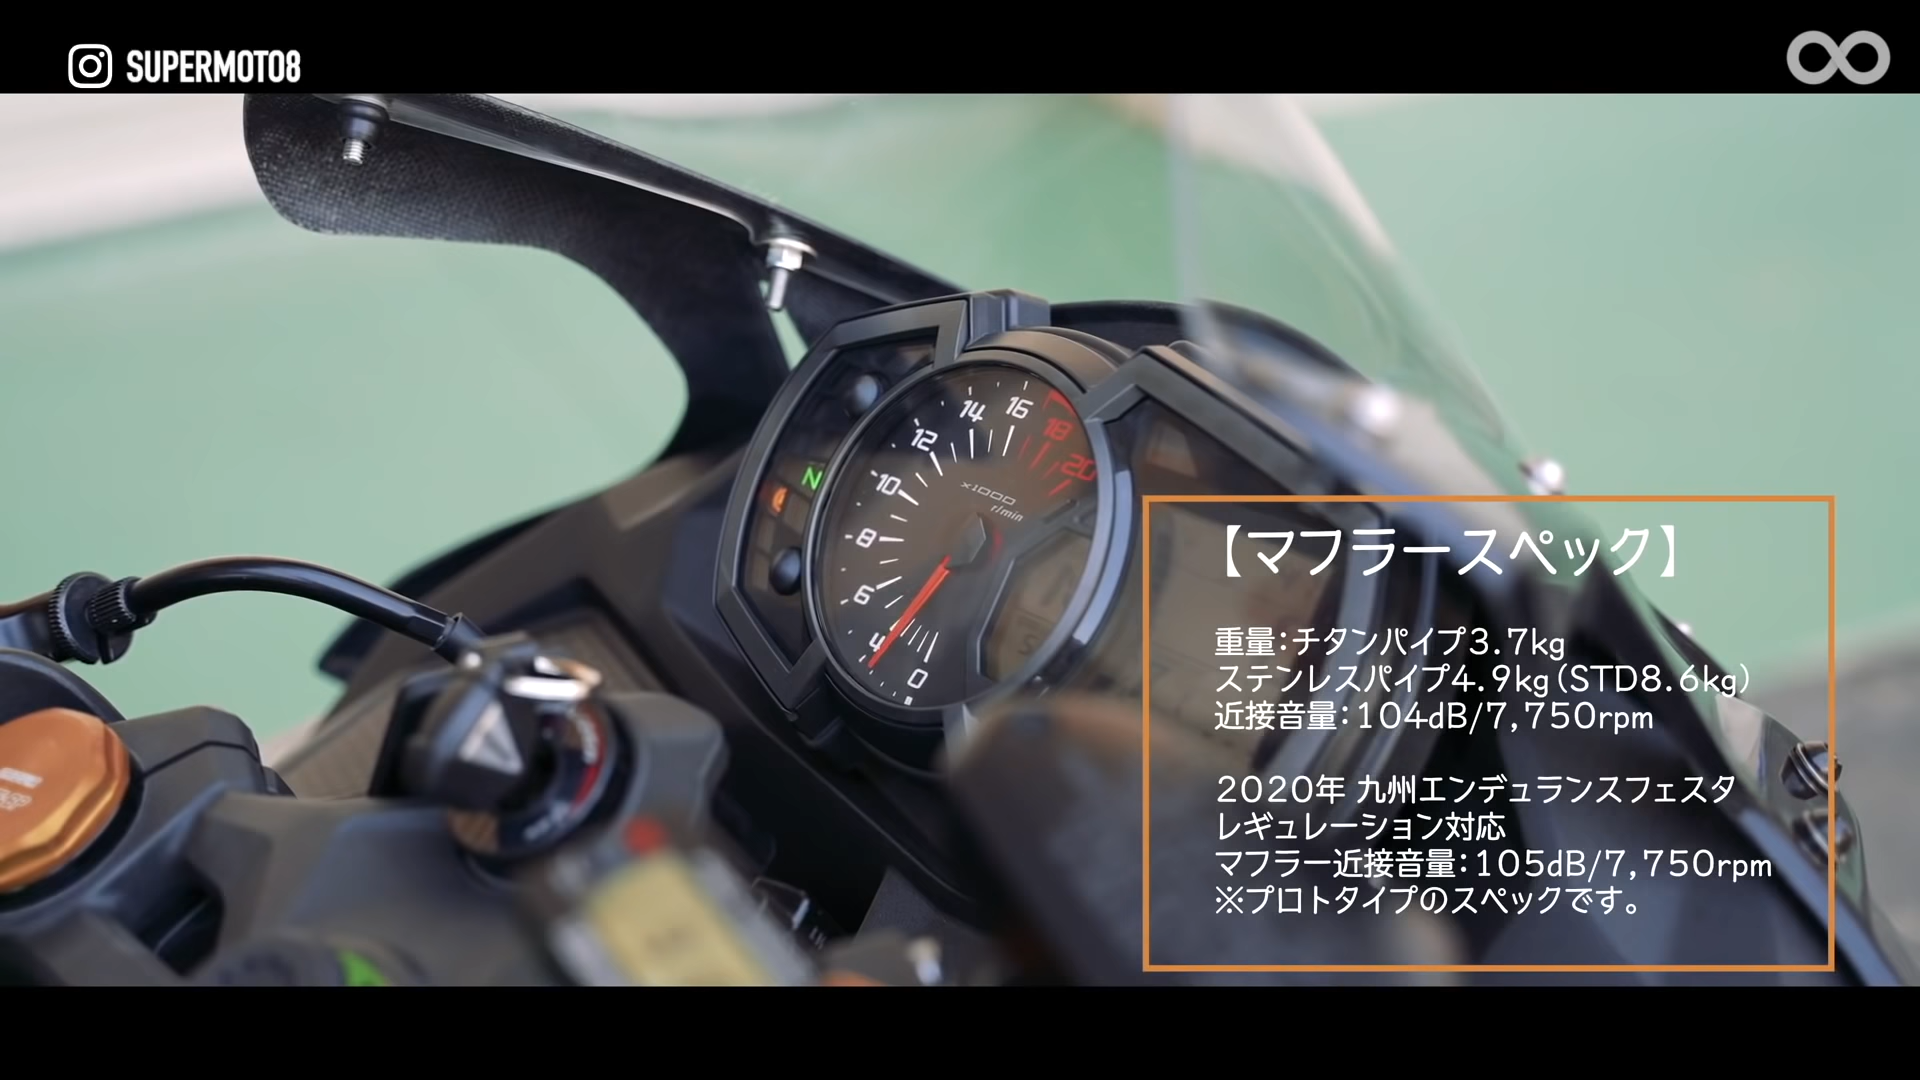 SUPERMOTO8
14
16
12
18
10
20
x1000
r/min
N
8
6
4
0
【マフラースペック】
重量:チタンパイプ3.7kg
ステンレスパイプ4.9kg(STD8.6kg)
近接音量:104dB/7,750rpm
2020年 九州エンデュランスフェスタ
レギュレーション対応
マフラー近接音量:105dB/7,750rpm
※プロトタイプのスペックです。